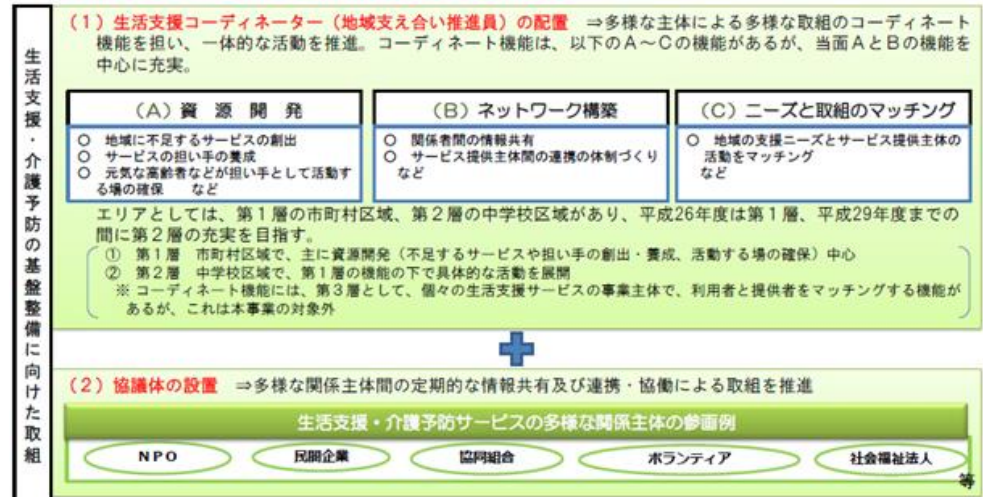 生活支援・介護予防の基盤整備に向けた取組
（1）生活支援コーディネーター（地域支え合い推進員）の配置　⇒多様な主体による多様な取組のコーディネート
機能を担い、一体的な活動を推進。コーディネート機能は、以下のA～Cの機能があるが、当面AとBの機能を
中心に充実。
（A）資　源　開　発
○　地域に不足するサービスの創出
○　サービスの担い手の養成
○　元気な高齢者などが担い手として活動す
る場の確保　　など
（B）ネットワーク構築
○　関係者間の情報共有
○　サービス提供主体間の連携の体制づくり
など
（C）ニーズと取組のマッチング
○　地域の支援ニーズとサービス提供主体の
活動をマッチング
など
エリアとしては、第1層の市町村区域、第2層の中学校区域があり、平成26年度は第1層、平成29年度までの
間に第2層の充実を目指す。
①　第1層　市町村区域で、主に資源開発（不足するサービスや担い手の創出・養成、活動する場の確保）中心
②　第2層　中学校区域で、第1層の機能の下で具体的な活動を展開
※ コーディネート機能には、第3層として、個々の生活支援サービスの事業主体で、利用者と提供者をマッチングする機能が
あるが、これは本事業の対象外
（2）協議体の設置　⇒多様な関係主体間の定期的な情報共有及び連携・協働による取組を推進
生活支援・介護予防サービスの多様な関係主体の参画例
NPO　民間企業　協同組合　ボランティア　社会福祉法人
等